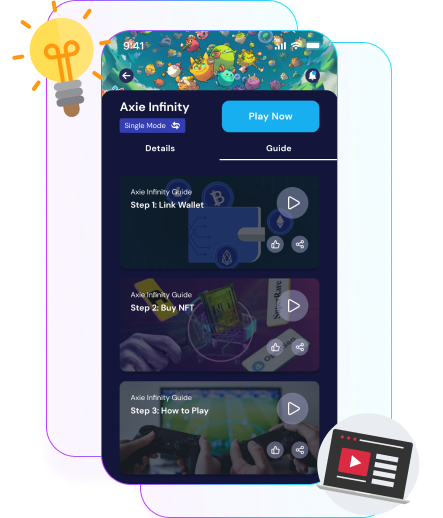 9:41
Axie Infinity
Single Mode
Play Now
Details
Guide
Axie Infinity Guide
Step 1: Link Wallet
Axie Infinity Guide
Step 2: Buy NFT
SuperRare
Axie Infinity Guide
Step 3: How to Play